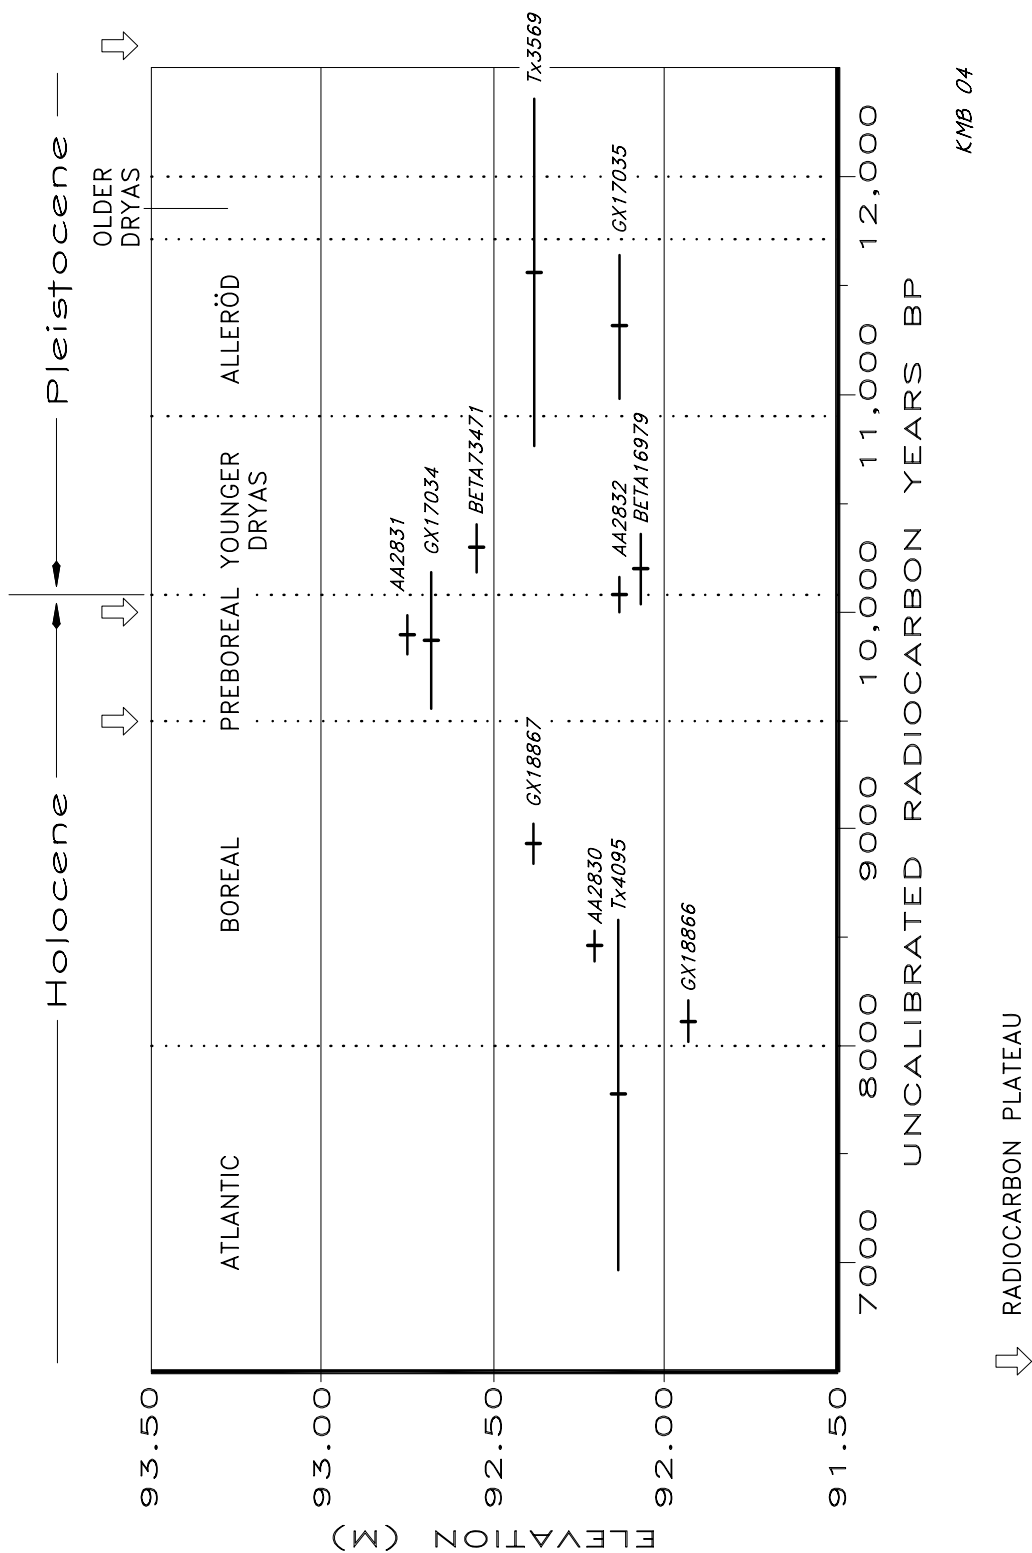 Holocene
Pleistocene
OLDER
DRYAS
ATLANTIC
BOREAL
PREBOREAL
YOUNGER
DRYAS
ALLERÖD
93.50
93.00
92.50
92.00
91.50
ELEVATION (M)
AA2831
GX17034
BETA73471
Tx3569
GX18867
AA2830
Tx4095
GX18866
AA2832
BETA16979
GX17035
7000
8000
9000
10,000
11,000
12,000
UNCALIBRATED RADIOCARBON YEARS BP
KMB 04
RADIOCARBON PLATEAU